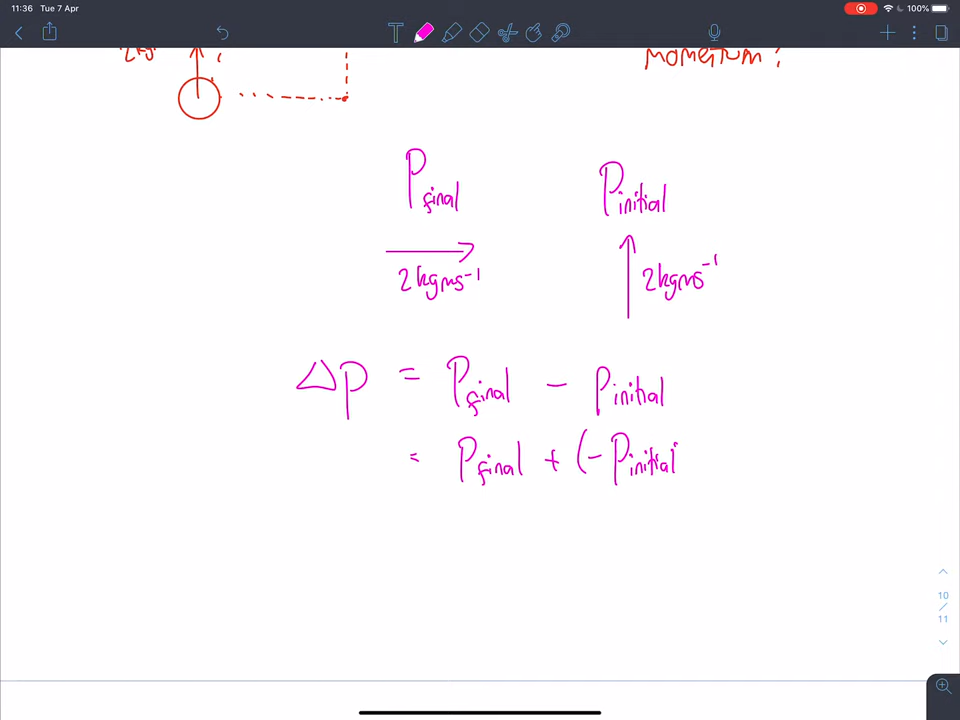 11:36 Tue 7 Apr
100%
T
2kg
momentum?
P final
P initial
2 kgms⁻¹
2 kgms⁻¹
ΔP = P final - P initial
= P final + (- P initial
10
/
11